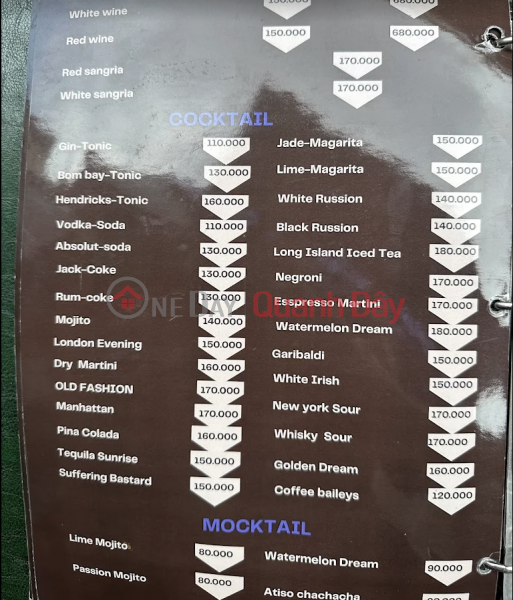 White wine 150.000 680.000
Red wine 150.000 680.000
Red sangria 170.000
White sangria 170.000
COCKTAIL
Gin-Tonic 110.000
Bom bay-Tonic 130.000
Hendricks-Tonic 160.000
Vodka-Soda 110.000
Absolut-soda 130.000
Jack-Coke 130.000
Rum-coke 130.000
Mojito 140.000
London Evening 150.000
Dry Martini 160.000
OLD FASHION 170.000
Manhattan 170.000
Pina Colada 160.000
Tequila Sunrise 150.000
Suffering Bastard 150.000
Jade-Magarita 150.000
Lime-Magarita 150.000
White Russion 140.000
Black Russion 140.000
Long Island Iced Tea 180.000
Negroni 170.000
Esspresso Martini 170.000
Watermelon Dream 180.000
Garibaldi 150.000
White Irish 150.000
New york Sour 170.000
Whisky Sour 170.000
Golden Dream 160.000
Coffee baileys 120.000
ONEDAY Quanh Đây
MOCKTAIL
Lime Mojito 80.000
Passion Mojito 80.000
Watermelon Dream 90.000
Atiso chachacha